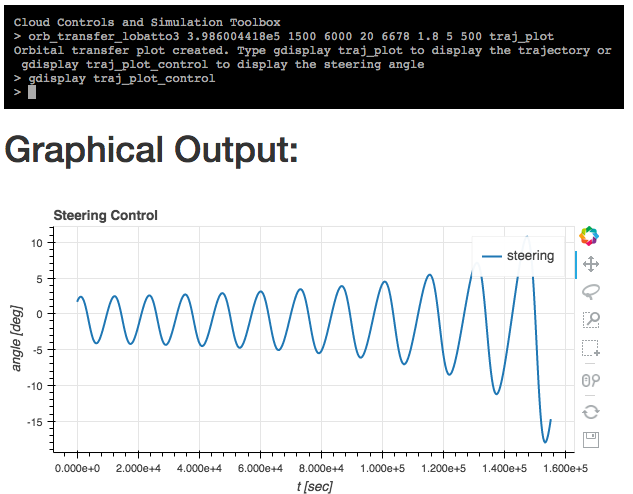 Cloud Controls and Simulation Toolbox
> orb_transfer_lobatto3 3.986004418e5 1500 6000 20 6678 1.8 5 500 traj_plot
Orbital transfer plot created. Type gdisplay traj_plot to display the trajectory or
gdisplay traj_plot_control to display the steering angle
> gdisplay traj_plot_control
>
Graphical Output:
Steering Control
steering
10
5
0
-5
-10
-15
angle [deg]
0.000e+0 2.000e+4 4.000e+4 6.000e+4 8.000e+4 1.000e+5 1.200e+5 1.400e+5 1.600e+5
t [sec]